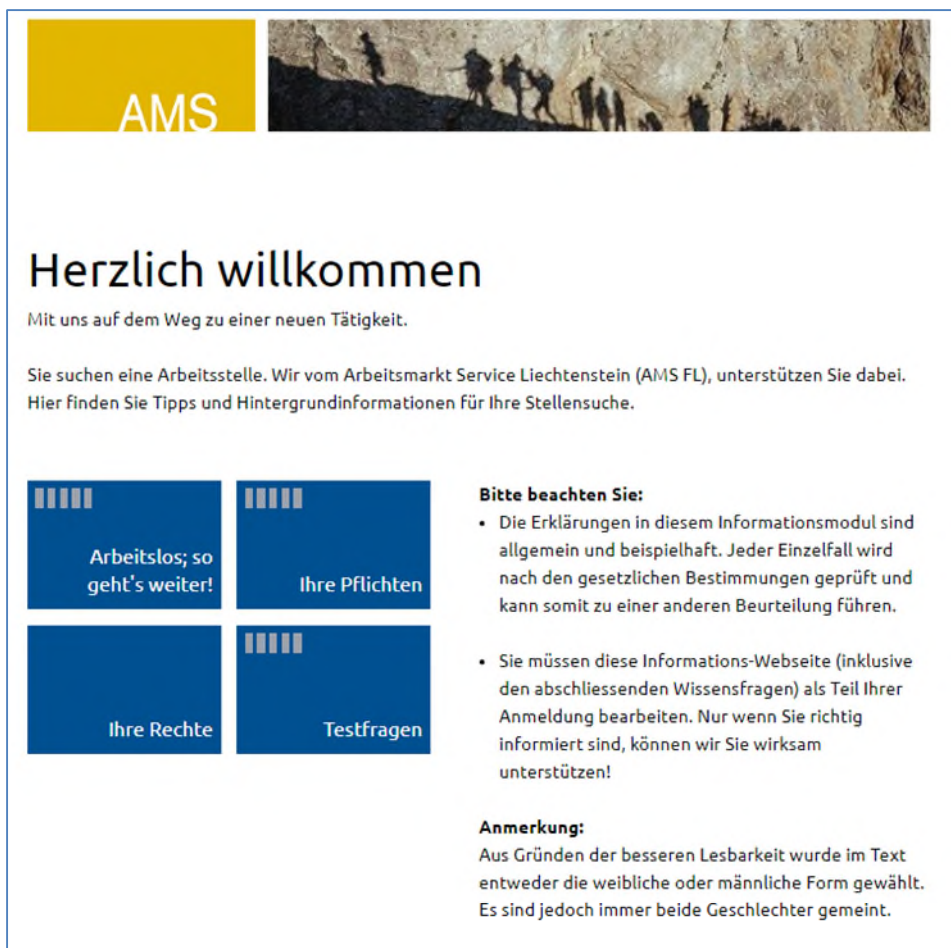 AMS
Herzlich willkommen
Mit uns auf dem Weg zu einer neuen Tätigkeit.
Sie suchen eine Arbeitsstelle. Wir vom Arbeitsmarkt Service Liechtenstein (AMS FL), unterstützen Sie dabei.
Hier finden Sie Tipps und Hintergrundinformationen für Ihre Stellensuche.
Arbeitslos; so
geht's weiter!
Ihre Pflichten
Ihre Rechte
Testfragen
Bitte beachten Sie:
• Die Erklärungen in diesem Informationsmodul sind
allgemein und beispielhaft. Jeder Einzelfall wird
nach den gesetzlichen Bestimmungen geprüft und
kann somit zu einer anderen Beurteilung führen.
• Sie müssen diese Informations-Webseite (inklusive
den abschliessenden Wissensfragen) als Teil Ihrer
Anmeldung bearbeiten. Nur wenn Sie richtig
informiert sind, können wir Sie wirksam
unterstützen!
Anmerkung:
Aus Gründen der besseren Lesbarkeit wurde im Text
entweder die weibliche oder männliche Form gewählt.
Es sind jedoch immer beide Geschlechter gemeint.